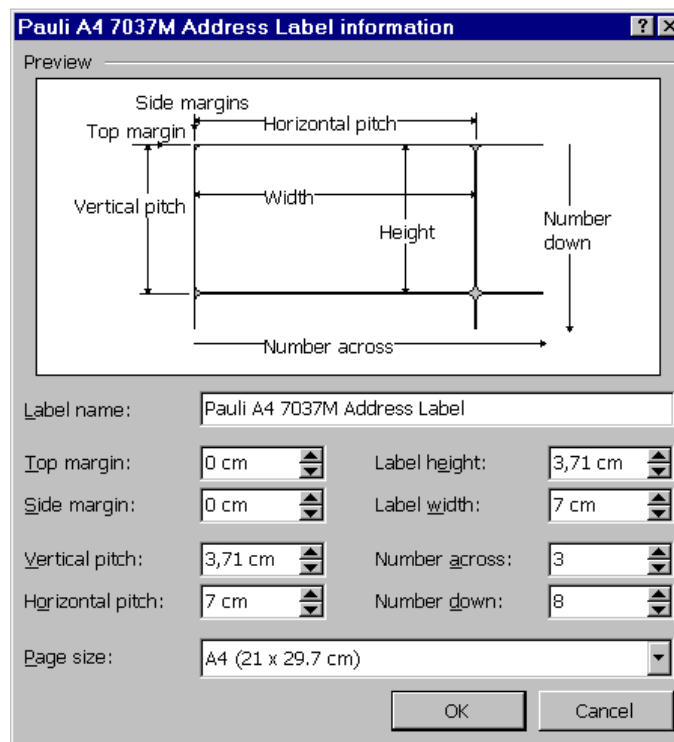 Pauli A4 7037M Address Label information
Preview
Side margins
Top margin
Horizontal pitch
Vertical pitch
Width
Height
Number down
Number across
Label name: Pauli A4 7037M Address Label
Top margin: 0 cm Label height: 3,71 cm
Side margin: 0 cm Label width: 7 cm
Vertical pitch: 3,71 cm Number across: 3
Horizontal pitch: 7 cm Number down: 8
Page size: A4 (21 x 29.7 cm)
OK Cancel